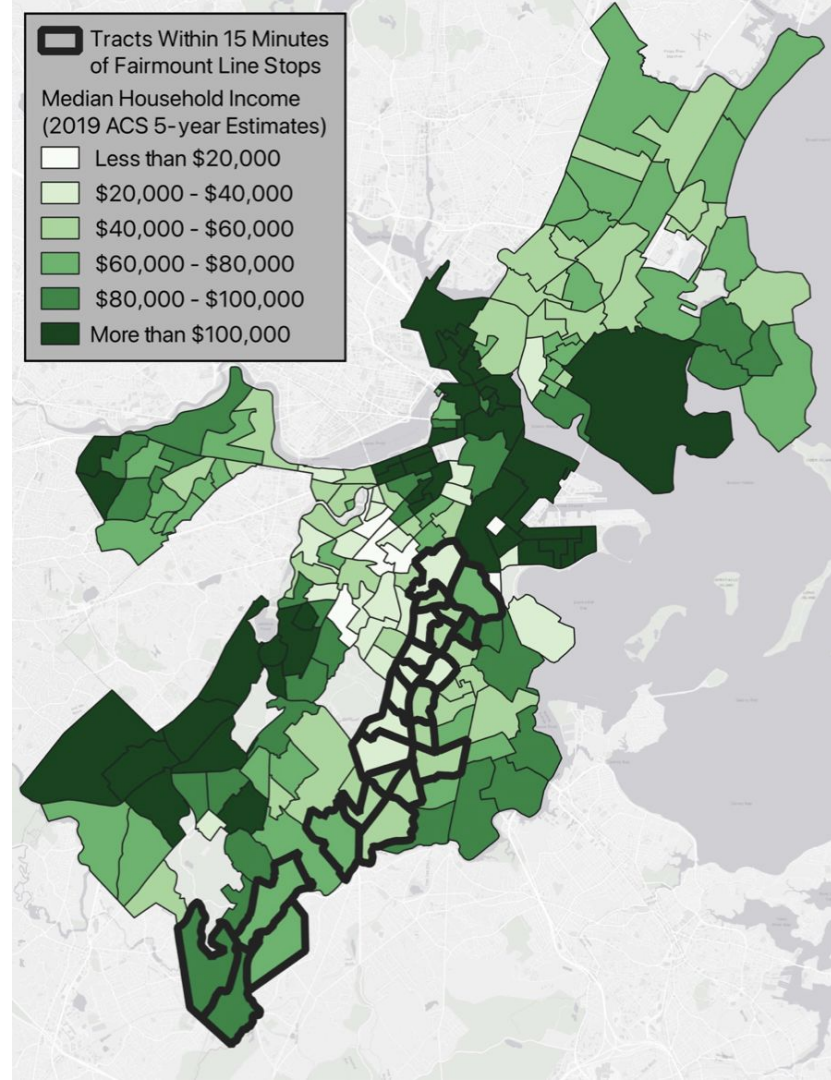 Tracts Within 15 Minutes
of Fairmount Line Stops
Median Household Income
(2019 ACS 5-year Estimates)
Less than $20,000
$20,000 - $40,000
$40,000 - $60,000
$60,000 - $80,000
$80,000 - $100,000
More than $100,000